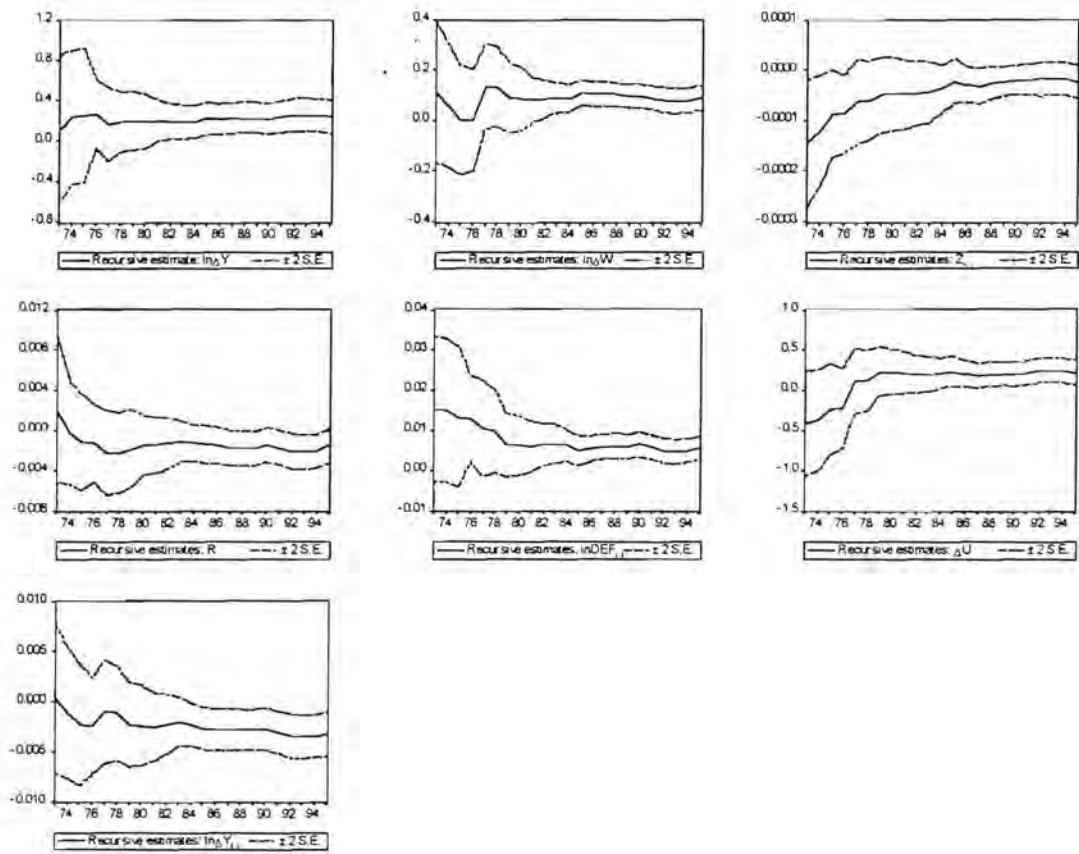 1.2
0.8
0.4
0.0
-0.4
-0.8
74 76 78 80 82 84 86 88 90 92 94
Recursive estimate: lnΔY ± 2 S.E.
0.4
0.2
0.0
-0.2
-0.4
74 76 78 80 82 84 86 88 90 92 94
Recursive estimate: lnΔW ± 2 S.E.
0.0001
0.0000
-0.0001
-0.0002
-0.0003
74 76 78 80 82 84 86 88 90 92 94
Recursive estimates: Z ± 2 S.E.
0.012
0.008
0.004
0.000
-0.004
-0.008
74 76 78 80 82 84 86 88 90 92 94
Recursive estimates: R ± 2 S.E.
0.04
0.03
0.02
0.01
0.00
-0.01
74 76 78 80 82 84 86 88 90 92 94
Recursive estimates: lnDEF ± 2 S.E.
1.0
0.5
0.0
-0.5
-1.0
-1.5
74 76 78 80 82 84 86 88 90 92 94
Recursive estimates: ΔU ± 2 S.E.
0.010
0.005
0.000
-0.005
-0.010
74 76 78 80 82 84 86 88 90 92 94
Recursive estimates: lnΔY ± 2 S.E.